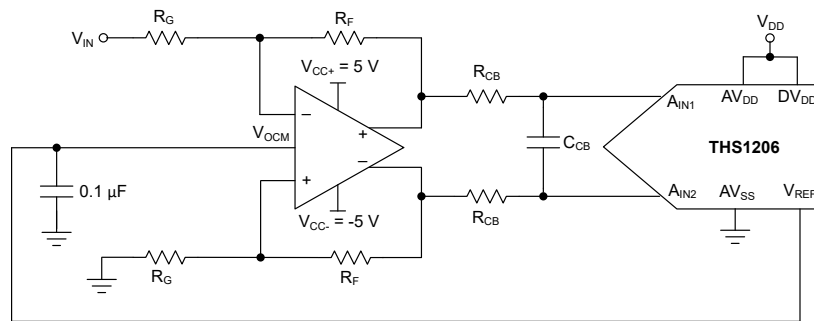 R_G
R_F
V_DD
V_IN
V_CC+ = 5 V
R_CB
A_IN1
AV_DD
DV_DD
−
V_OCM
+
−
C_CB
THS1206
0.1 µF
+
A_IN2
AV_SS
V_REF
V_CC- = -5 V
R_CB
R_G
R_F